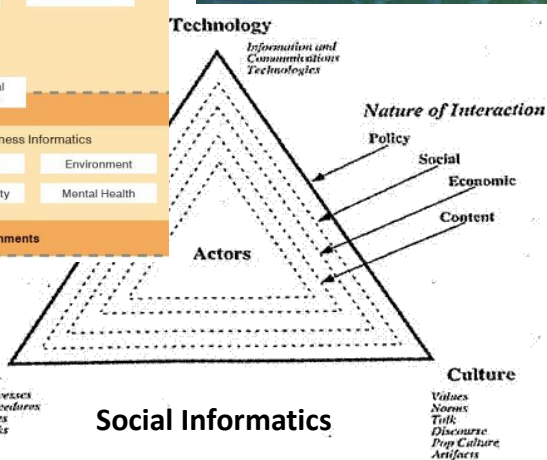 Technology
Information and
Communications
Technologies
Nature of Interaction
Policy
Social
Economic
Content
Actors
Informatics
Environment
Mental Health
Culture
Values
Norms
Talk
Discourse
Pop Culture
Artifacts
Social Informatics